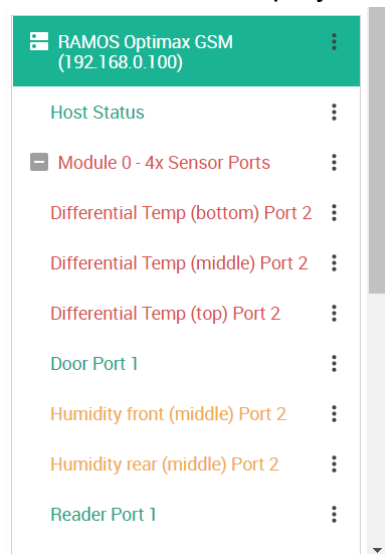 RAMOS Optimax GSM
(192.168.0.100)
Host Status
Module 0 - 4x Sensor Ports
Differential Temp (bottom) Port 2
Differential Temp (middle) Port 2
Differential Temp (top) Port 2
Door Port 1
Humidity front (middle) Port 2
Humidity rear (middle) Port 2
Reader Port 1